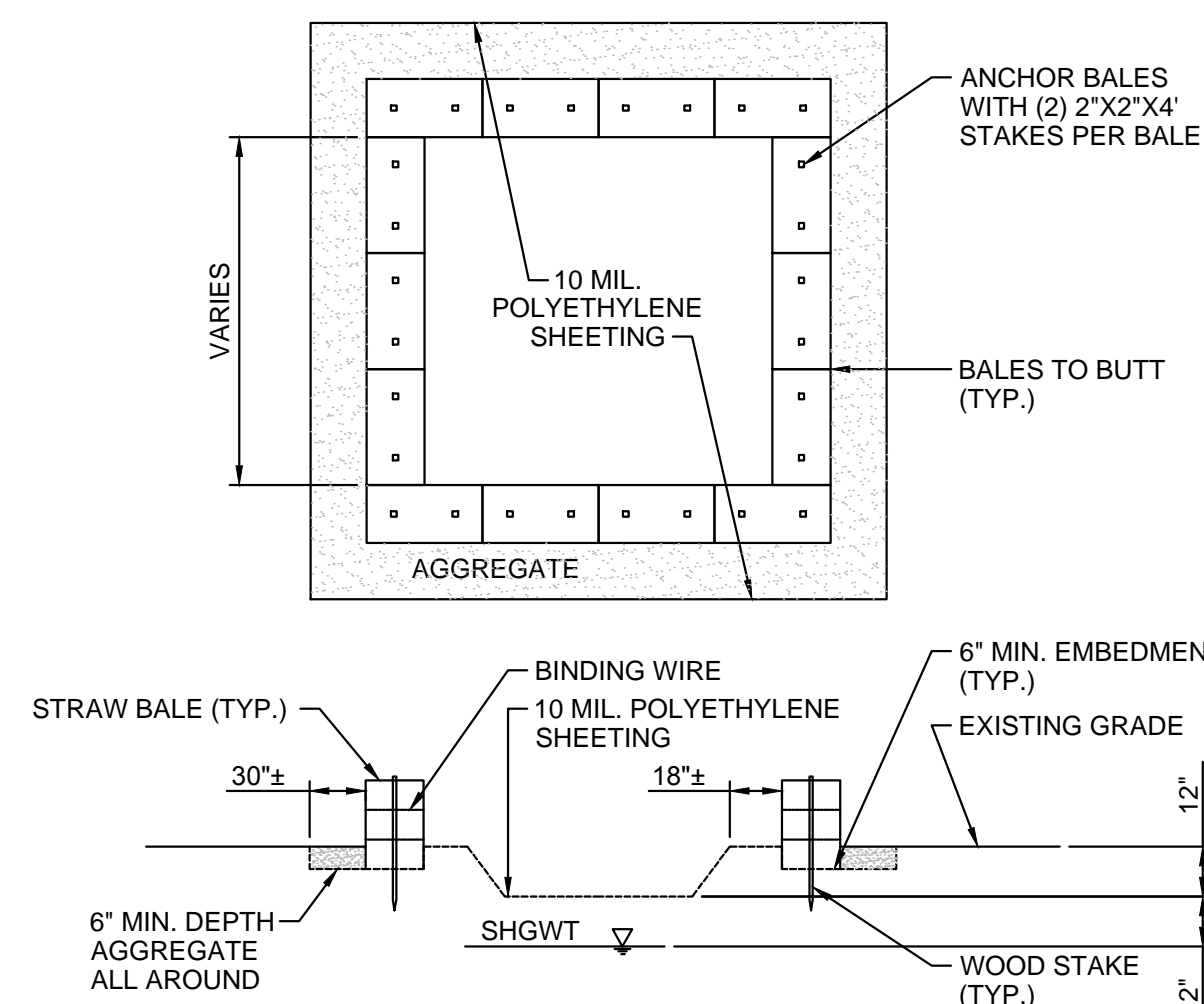 ANCHOR BALES
WITH (2) 2"X2"X4'
STAKES PER BALE
VARIES
10 MIL.
POLYETHYLENE
SHEETING
BALES TO BUTT
(TYP.)
AGGREGATE
STRAW BALE (TYP.)
BINDING WIRE
10 MIL. POLYETHYLENE
SHEETING
6" MIN.
(TYP.)
EXISTING GRADE
30"±
18"±
12"
6" MIN. DEPTH
AGGREGATE
ALL AROUND
SHGWT
WOOD STAKE
(TYP.)